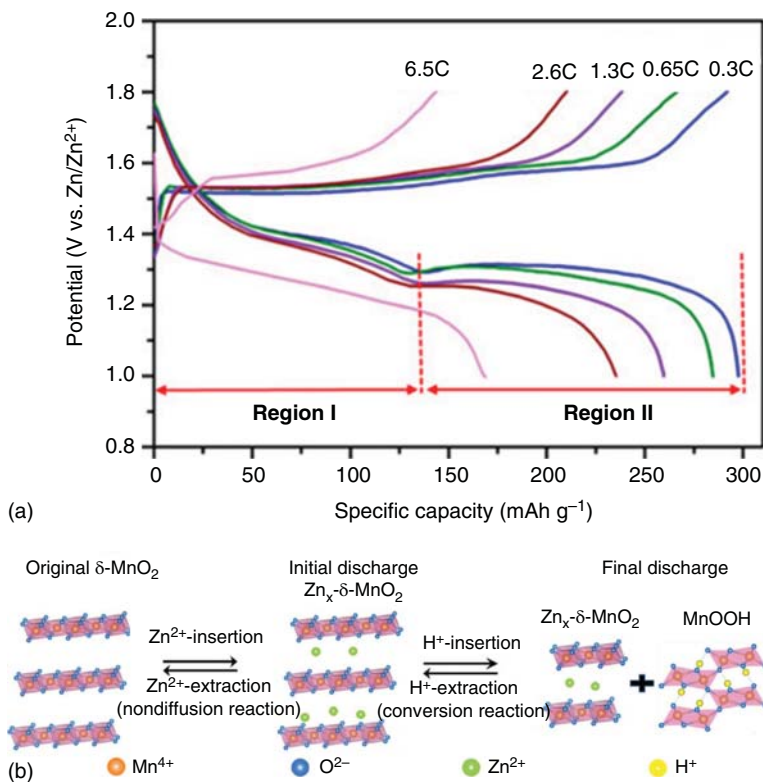 2.0
1.8
1.6
1.4
1.2
1.0
0.8
Potential (V vs. Zn/Zn²⁺)
6.5C 2.6C 1.3C 0.65C 0.3C
Region I Region II
0 50 100 150 200 250 300
(a) Specific capacity (mAh g⁻¹)
Original δ-MnO₂ Initial discharge Final discharge
Znₓ-δ-MnO₂
Znₓ-δ-MnO₂ MnOOH
Zn²⁺-insertion H⁺-insertion
Zn²⁺-extraction H⁺-extraction
(nondiffusion reaction) (conversion reaction)
(b) Mn⁴⁺ O²⁻ Zn²⁺ H⁺